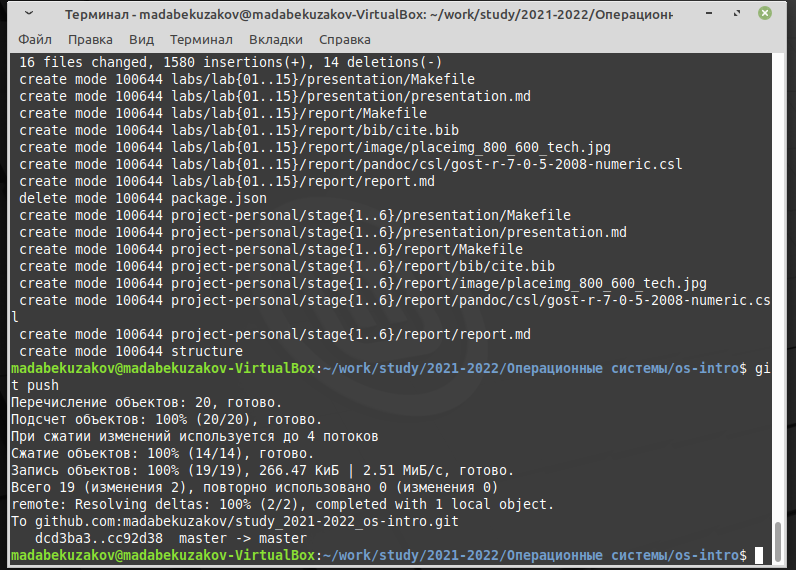 Терминал - madabekuzakov@madabekuzakov-VirtualBox: ~/work/study/2021-2022/Операционн
Файл Правка Вид Терминал Вкладки Справка
16 files changed, 1580 insertions(+), 14 deletions(-)
create mode 100644 labs/lab{01..15}/presentation/Makefile
create mode 100644 labs/lab{01..15}/presentation/presentation.md
create mode 100644 labs/lab{01..15}/report/Makefile
create mode 100644 labs/lab{01..15}/report/bib/cite.bib
create mode 100644 labs/lab{01..15}/report/image/placeimg_800_600_tech.jpg
create mode 100644 labs/lab{01..15}/report/pandoc/csl/gost-r-7-0-5-2008-numeric.csl
create mode 100644 labs/lab{01..15}/report/report.md
delete mode 100644 package.json
create mode 100644 project-personal/stage{1..6}/presentation/Makefile
create mode 100644 project-personal/stage{1..6}/presentation/presentation.md
create mode 100644 project-personal/stage{1..6}/report/Makefile
create mode 100644 project-personal/stage{1..6}/report/bib/cite.bib
create mode 100644 project-personal/stage{1..6}/report/image/placeimg_800_600_tech.jpg
create mode 100644 project-personal/stage{1..6}/report/pandoc/csl/gost-r-7-0-5-2008-numeric.cs
l
create mode 100644 project-personal/stage{1..6}/report/report.md
create mode 100644 structure
madabekuzakov@madabekuzakov-VirtualBox:~/work/study/2021-2022/Операционные системы/os-intro$ gi
t push
Перечисление объектов: 20, готово.
Подсчет объектов: 100% (20/20), готово.
При сжатии изменений используется до 4 потоков
Сжатие объектов: 100% (14/14), готово.
Запись объектов: 100% (19/19), 266.47 КиБ | 2.51 МиБ/с, готово.
Всего 19 (изменения 2), повторно использовано 0 (изменения 0)
remote: Resolving deltas: 100% (2/2), completed with 1 local object.
To github.com:madabekuzakov/study_2021-2022_os-intro.git
dcd3ba3..cc92d38 master -> master
madabekuzakov@madabekuzakov-VirtualBox:~/work/study/2021-2022/Операционные системы/os-intro$